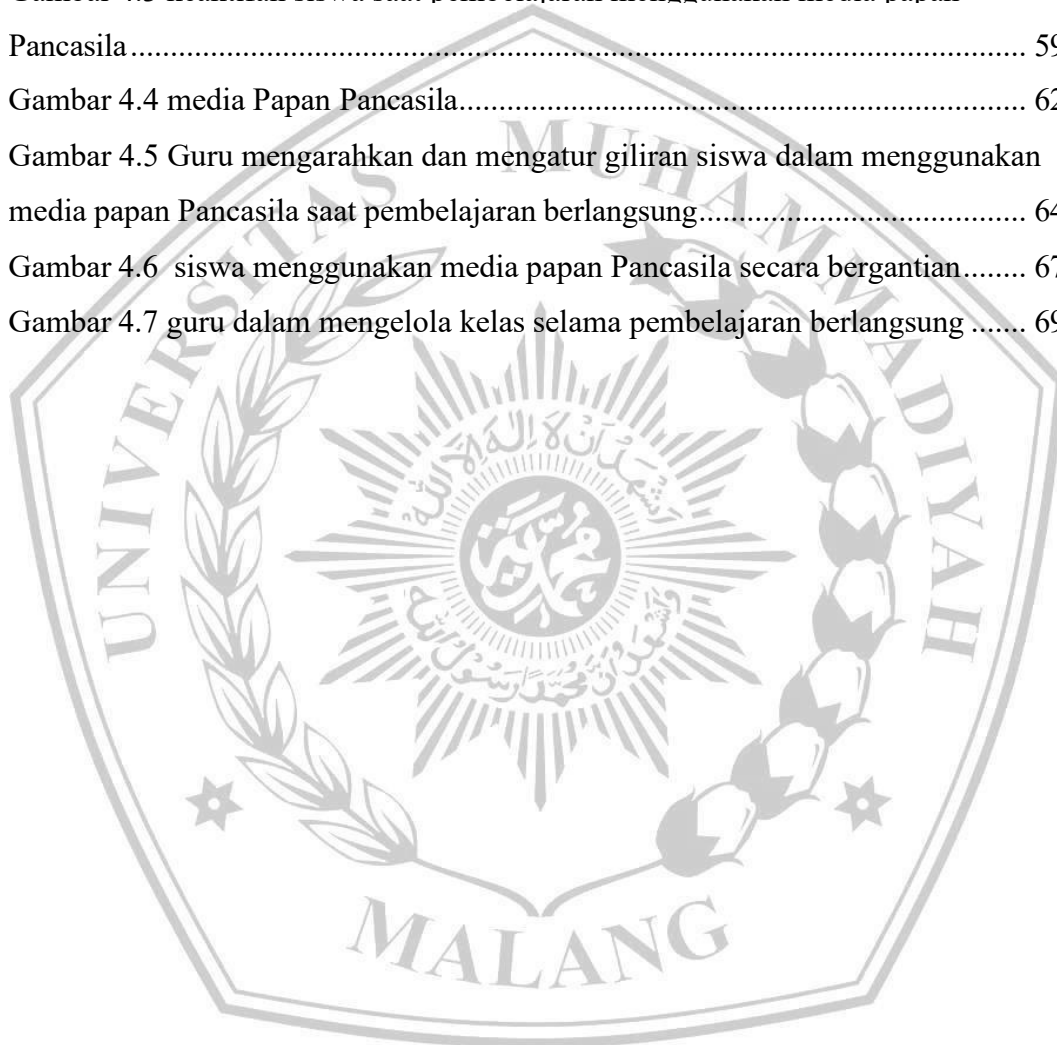 Pancasila.......... 59
Gambar 4.4 media Papan Pancasila.......... 62
Gambar 4.5 Guru mengarahkan dan mengatur giliran siswa dalam menggunakan
media papan Pancasila saat pembelajaran berlangsung.......... 64
Gambar 4.6 siswa menggunakan media papan Pancasila secara bergantian........ 67
Gambar 4.7 guru dalam mengelola kelas selama pembelajaran berlangsung ....... 69
UNIVERSITAS MUHAMMADIYAH
MALANG